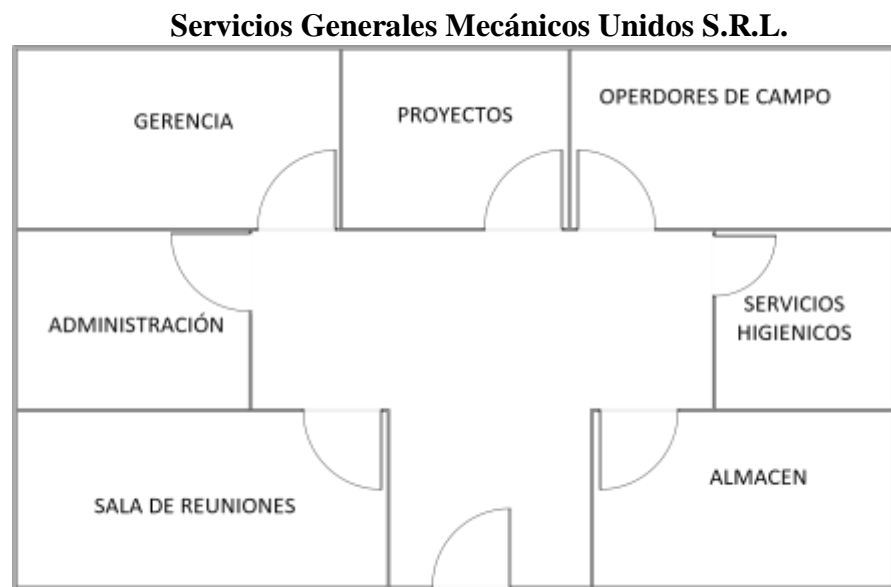 Servicios Generales Mecánicos Unidos S.R.L.
GERENCIA
PROYECTOS
OPERDORES DE CAMPO
ADMINISTRACIÓN
SERVICIOS
HIGIENICOS
SALA DE REUNIONES
ALMACEN